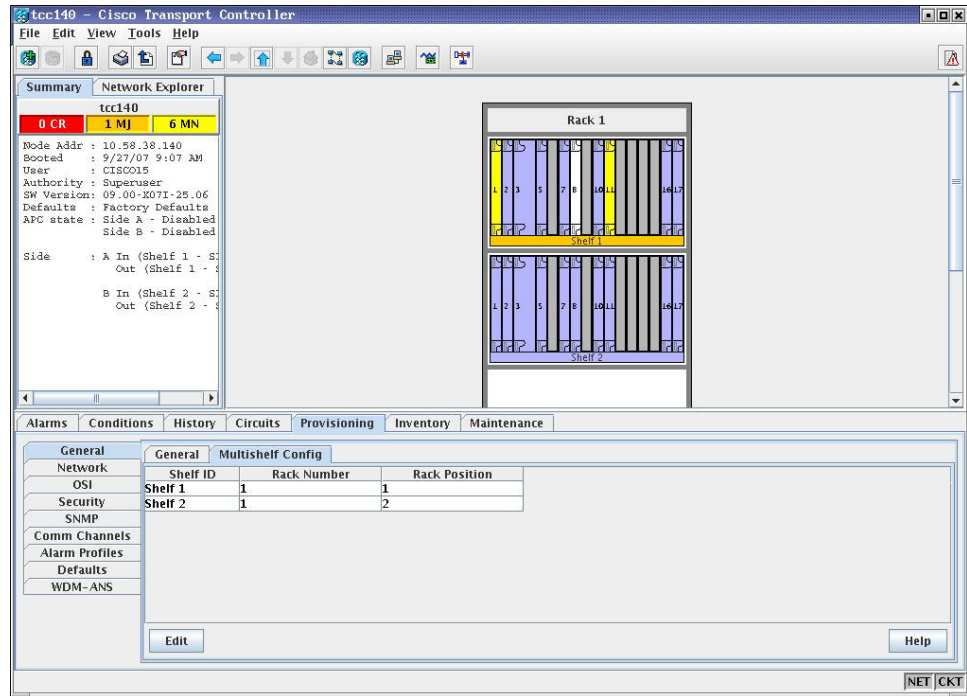 tcc140 - Cisco Transport Controller
File Edit View Tools Help
Summary Network Explorer
tcc140
0 CR 1 MJ 6 MN
Node Addr : 10.58.38.140
Booted : 9/27/07 9:07 AM
User : CISCO15
Authority : Superuser
SW Version: 09.00-X07I-25.06
Defaults : Factory Defaults
APC state : Side A - Disabled
Side B - Disabled
Side : A In (Shelf 1 - S
Out (Shelf 1 -
B In (Shelf 2 - S
Out (Shelf 2 -
Rack 1
1 2 3 5 7 8 10 11 16 17
Shelf 1
1 2 3 5 7 8 10 11 16 17
Shelf 2
Alarms Conditions History Circuits Provisioning Inventory Maintenance
General
Network
OSI
Security
SNMP
Comm Channels
Alarm Profiles
Defaults
WDM-ANS
General Multishelf Config
Shelf ID Rack Number Rack Position
Shelf 1 1 1
Shelf 2 1 2
Edit Help
NET CKT